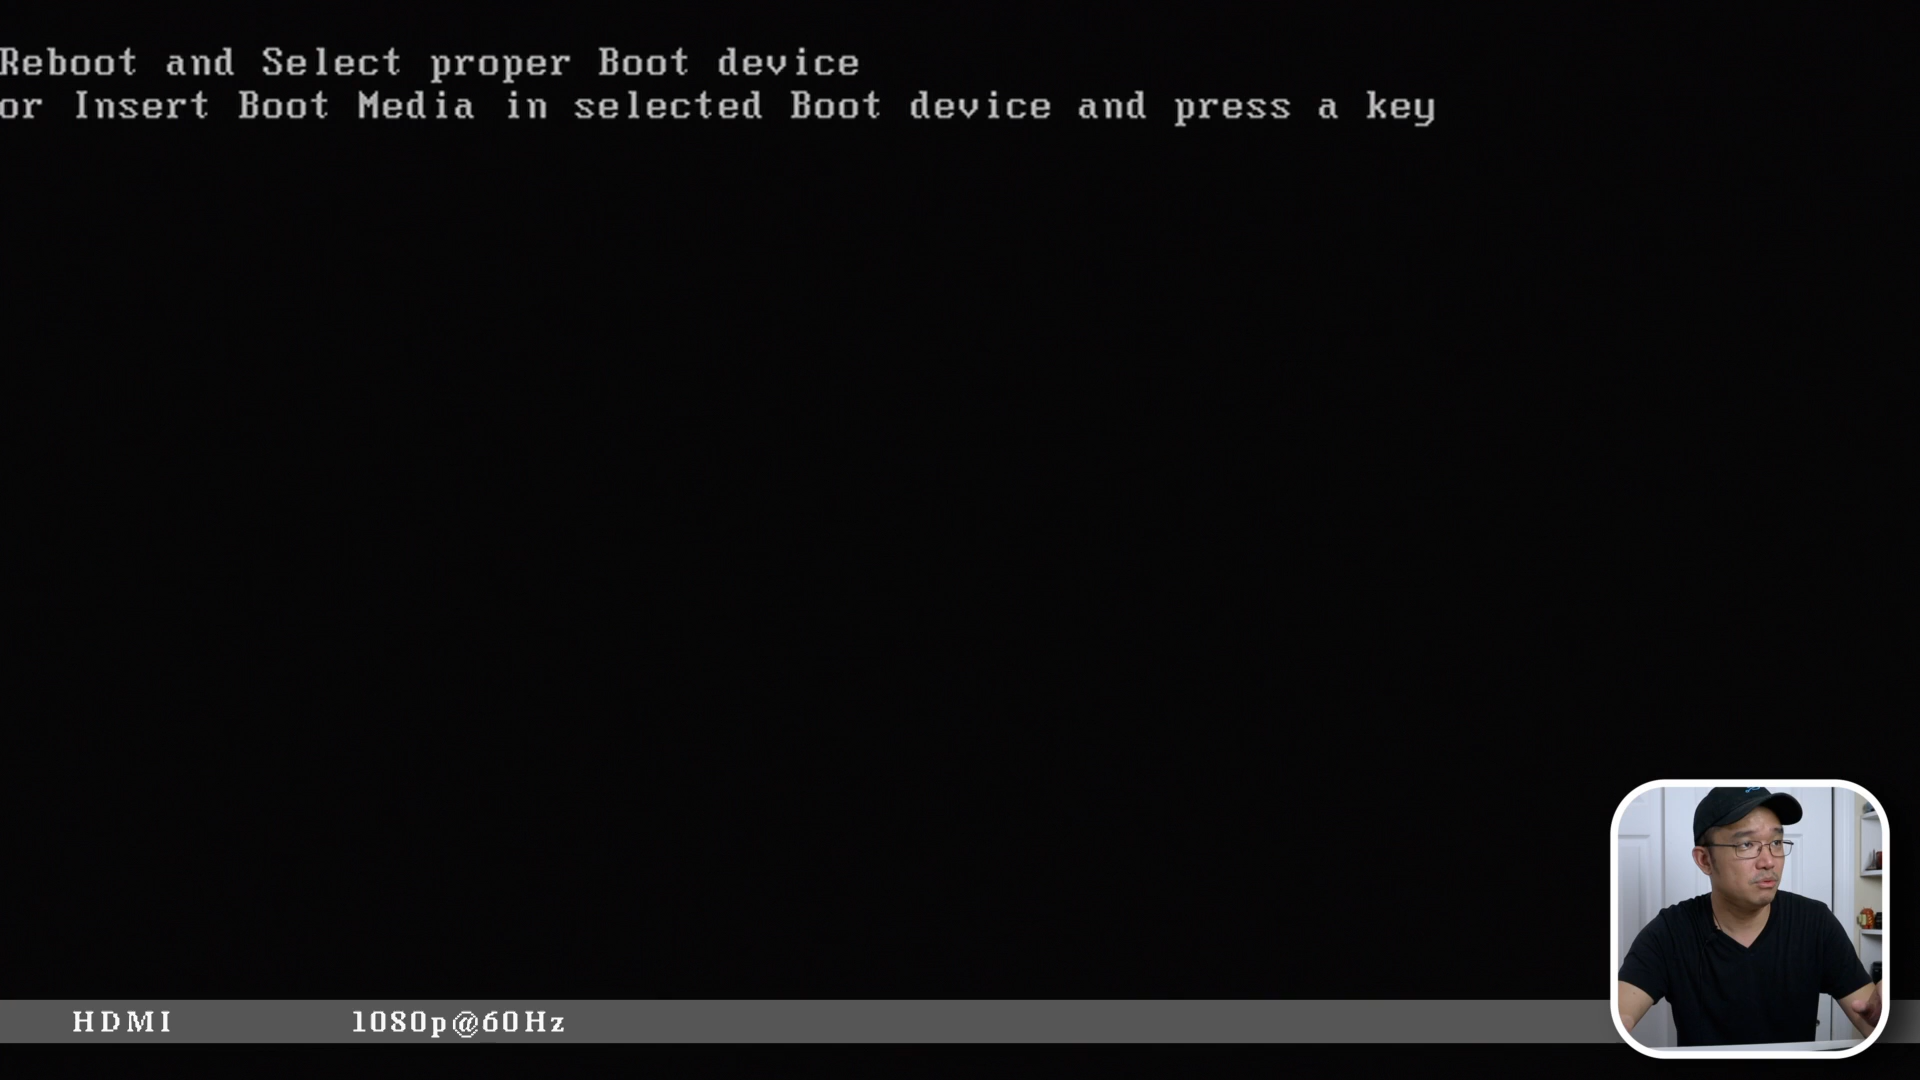 Reboot and Select proper Boot device
or Insert Boot Media in selected Boot device and press a key
HDMI 1080p@60Hz